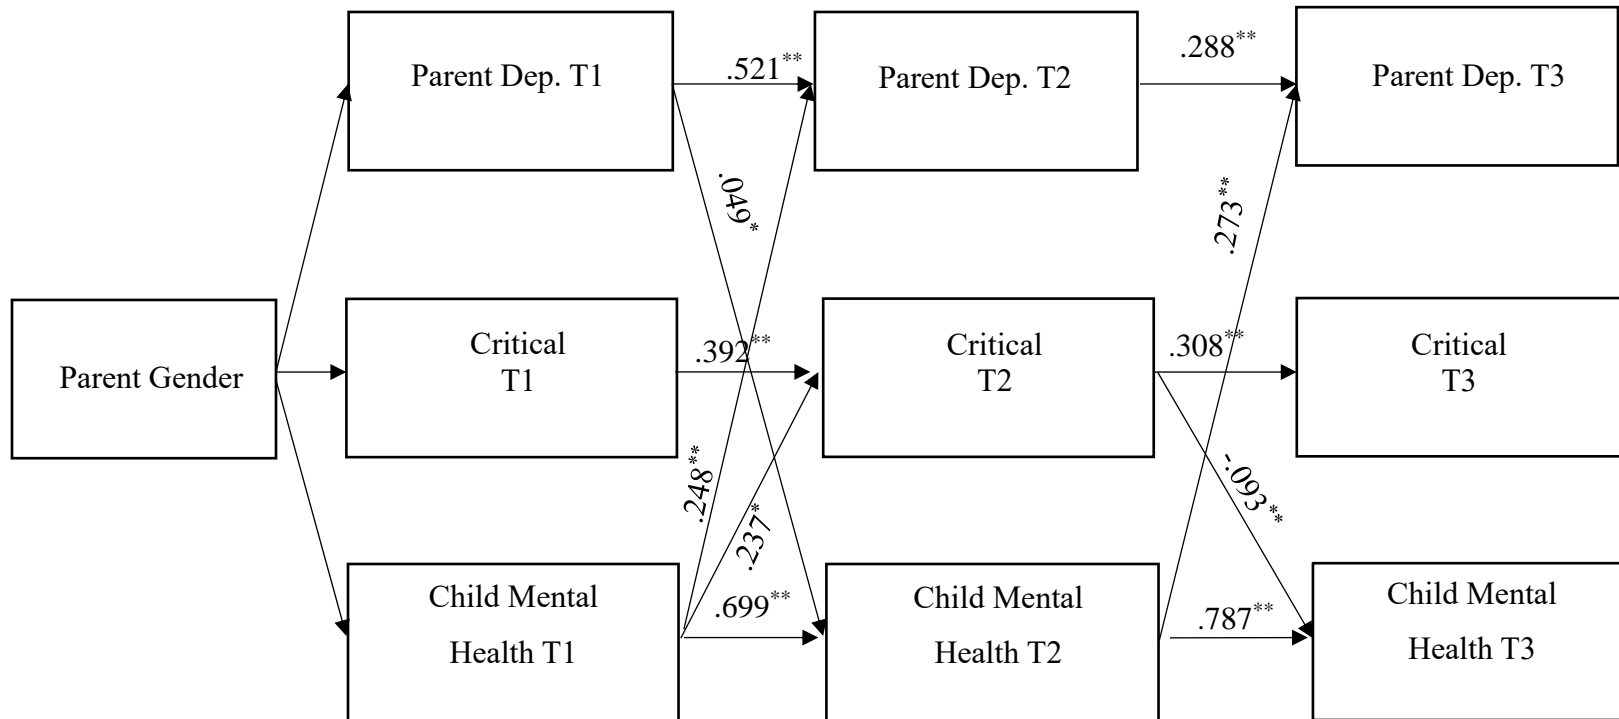 Parent Dep. T1
.521**
Parent Dep. T2
.288**
Parent Dep. T3
.049*
.273**
Parent Gender
Critical
T1
.392**
Critical
T2
.308**
Critical
T3
.248**
.237*
-.093**
Child Mental
Health T1
.699**
Child Mental
Health T2
.787**
Child Mental
Health T3